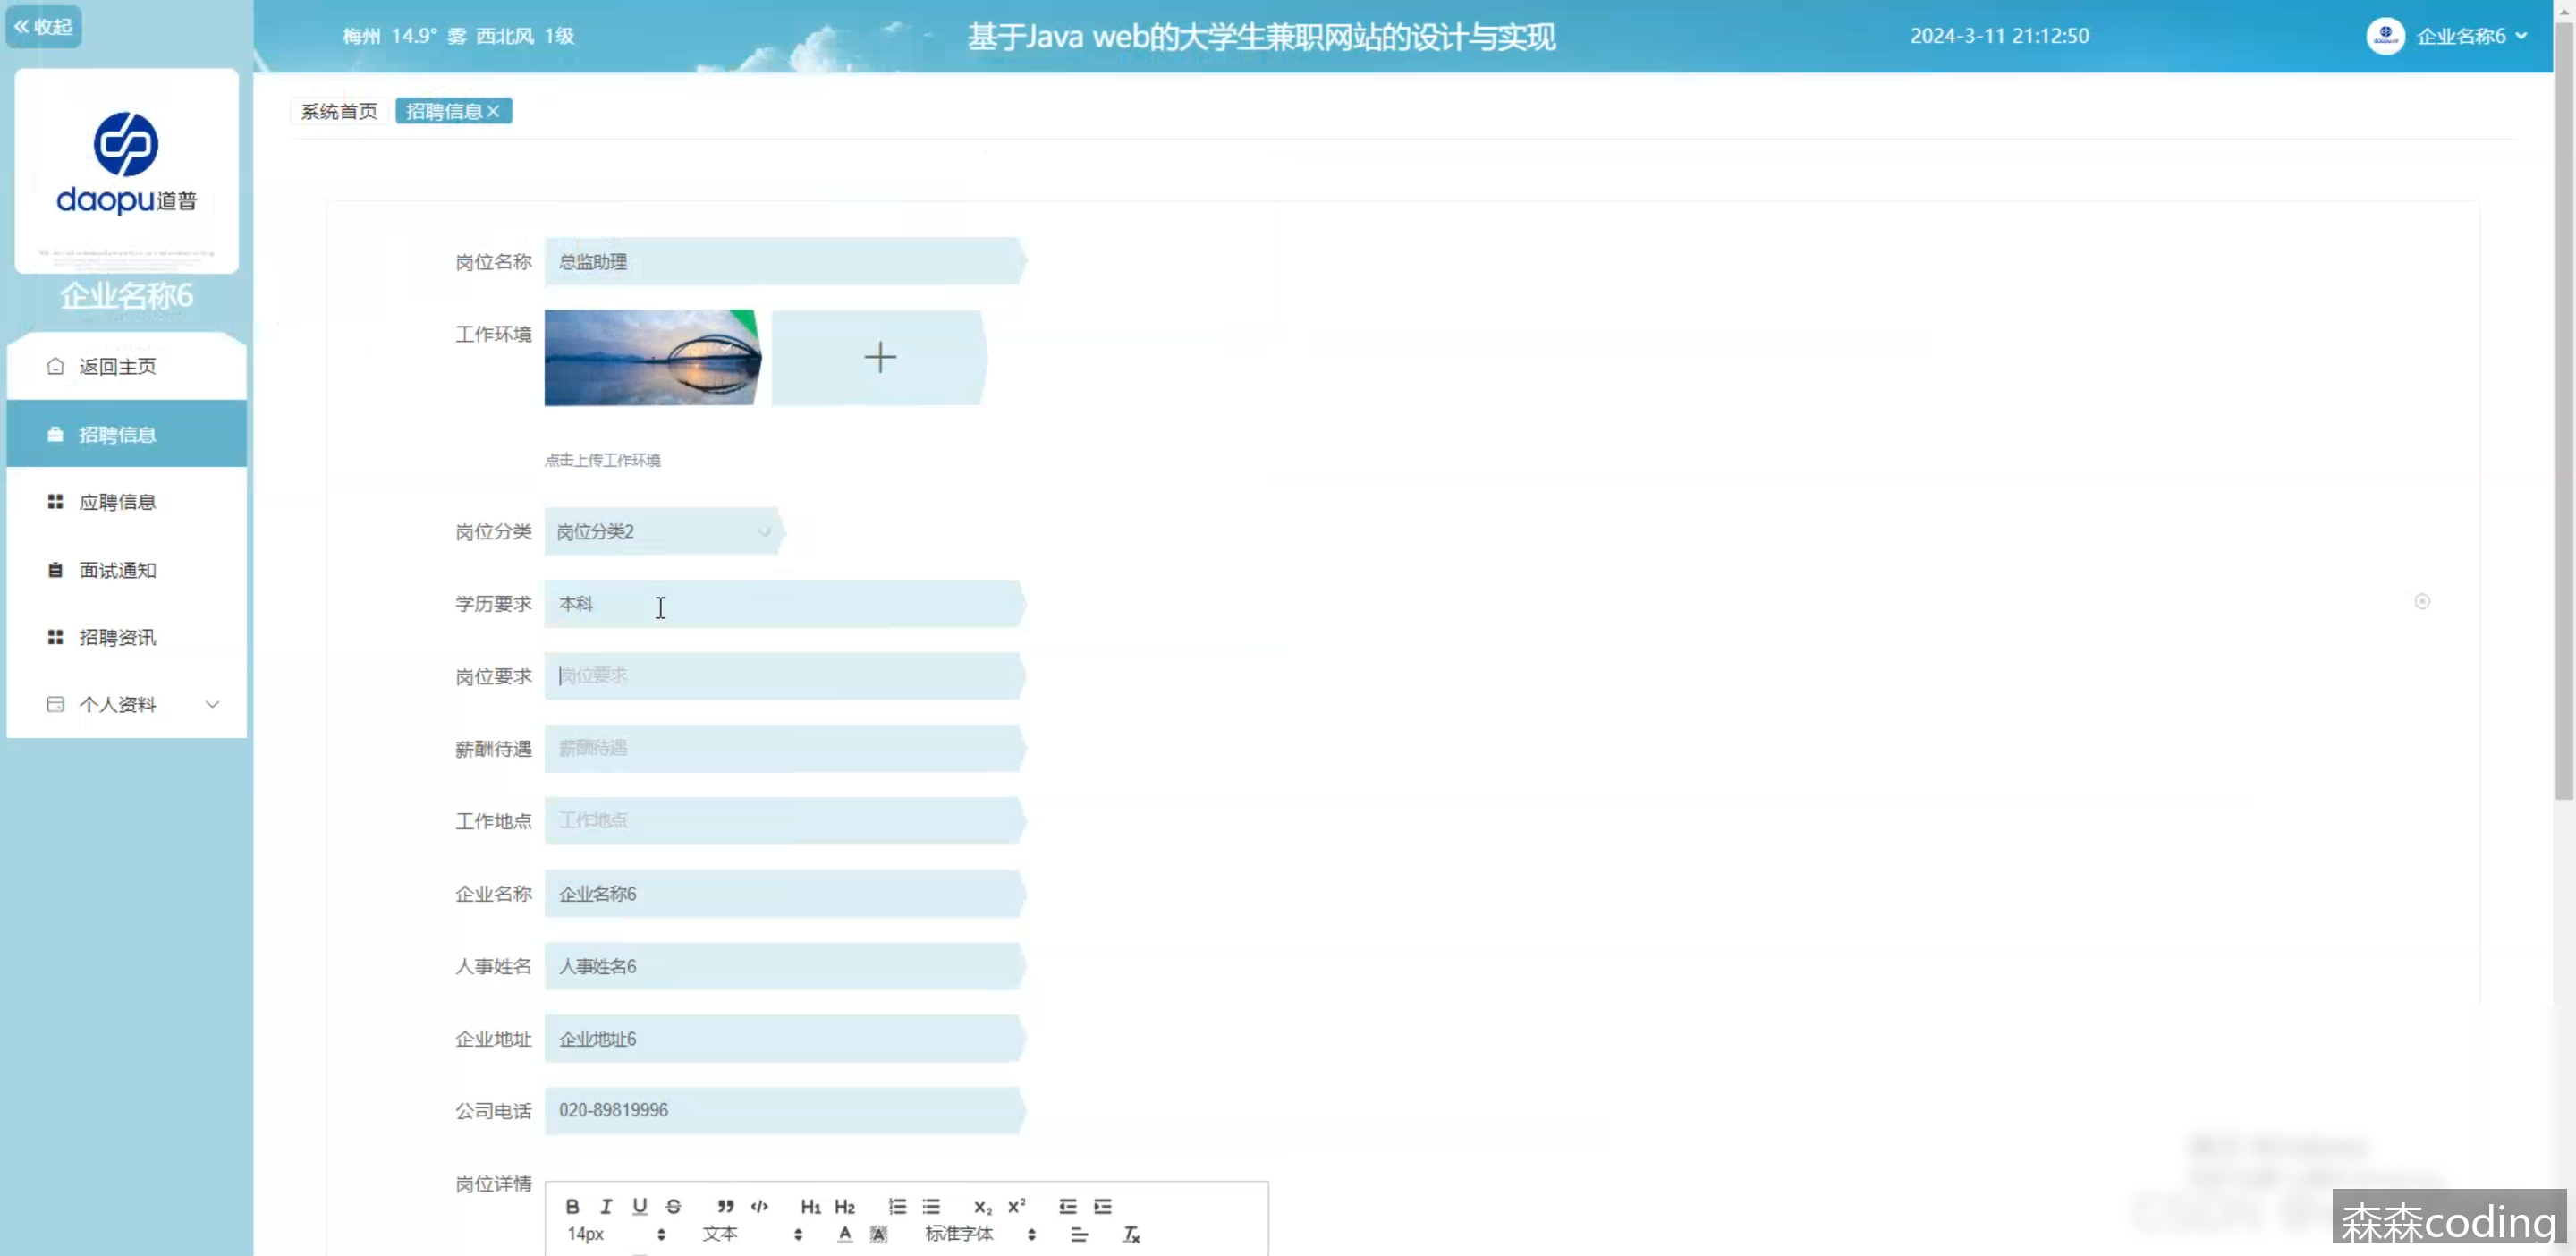 收起
梅州 14.9° 雾 西北风 1级
基于Java web的大学生兼职网站的设计与实现
2024-3-11 21:12:50
企业名称6
daopu道普
企业名称6
返回主页
招聘信息
应聘信息
面试通知
招聘资讯
个人资料
系统首页
招聘信息
岗位名称 总监助理
工作环境
点击上传工作环境
岗位分类 岗位分类2
学历要求 本科
岗位要求 岗位要求
薪酬待遇 薪酬待遇
工作地点 工作地点
企业名称 企业名称6
人事姓名 人事姓名6
企业地址 企业地址6
公司电话 020-89819996
岗位详情
B I U S H1 H2 X2 X2
14px 文本 A A 标准字体 Tx
森森coding